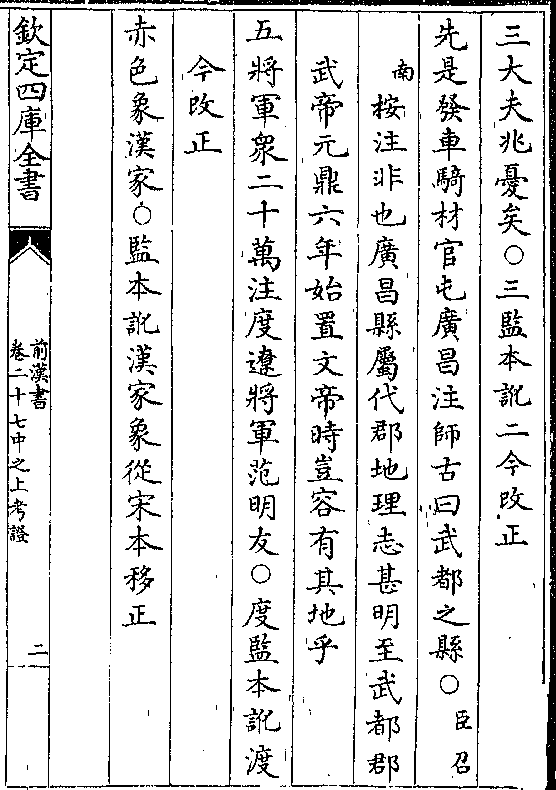 三大夫兆憂矣○三監本訛二今改正
先是發車騎材官屯廣昌注師古曰武都之縣○臣召
南按注非也廣昌縣屬代郡地理志甚明至武都郡
武帝元鼎六年始置文帝時豈容有其地乎
五將軍衆二十萬注度遼將軍范明友○度監本訛渡
今改正
赤色象漢家○監本訛漢家象從宋本移正
欽定四庫全書
前漢書
卷二十七中之上考證
二